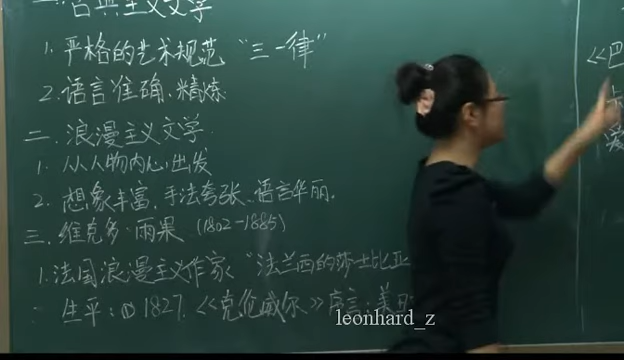 一 古典主义文学
1. 严格的艺术规范 “三一律”
2. 语言准确、精炼
二、浪漫主义文学
1. 从人物内心出发
2. 想象丰富、手法夸张、语言华丽.
三、维克多·雨果 (1802-1885)
1. 法国浪漫主义作家 “法兰西的莎士比亚
生平: ① 1827. 《克伦威尔》序言: 美
《巴
爱
leonhard_z